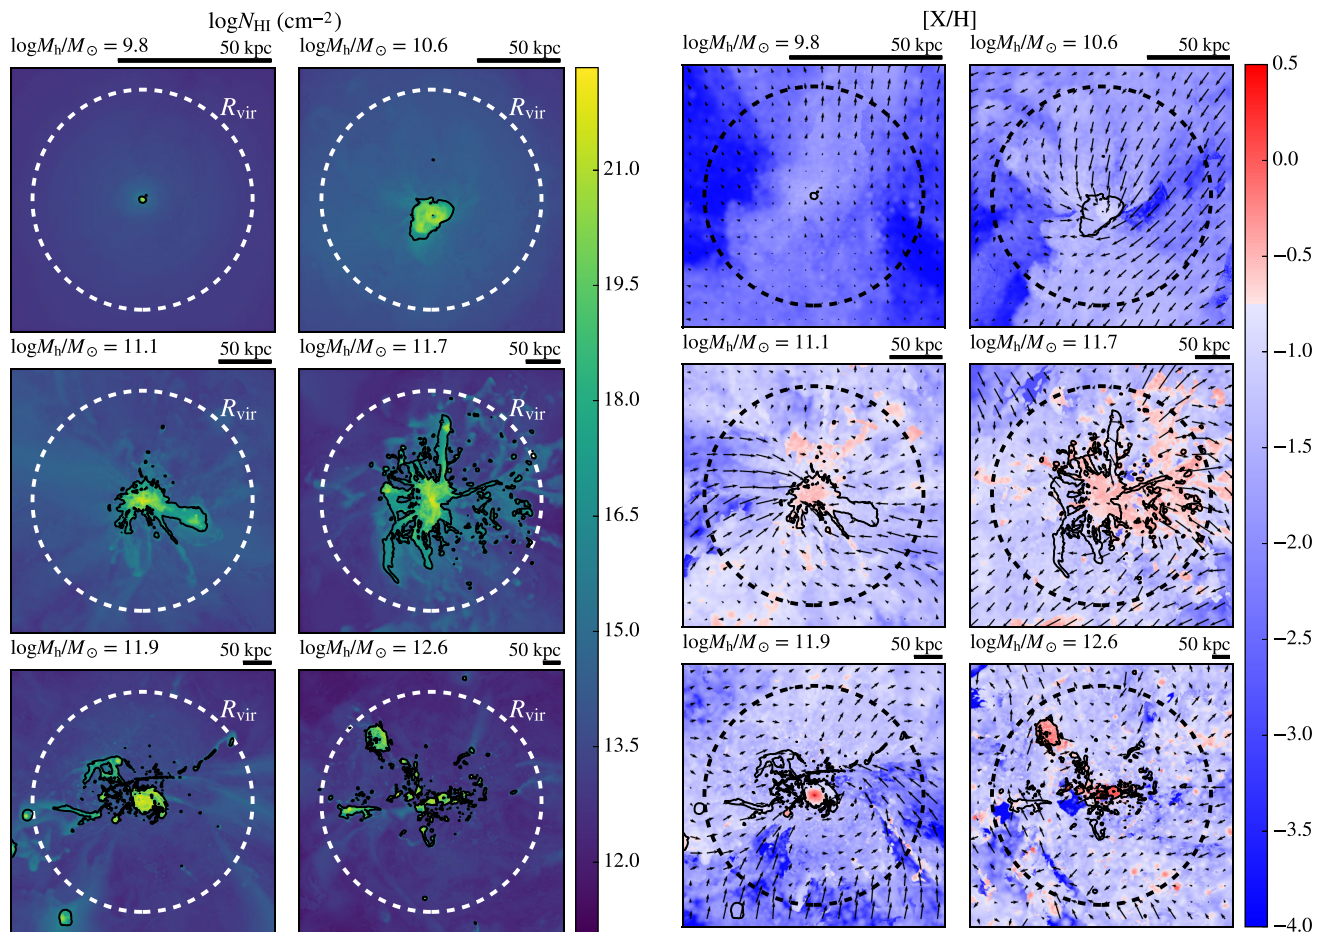 logN_HI (cm⁻²)
[X/H]
logM_h/M_⊙ = 9.8
50 kpc
logM_h/M_⊙ = 10.6
50 kpc
logM_h/M_⊙ = 9.8
50 kpc
logM_h/M_⊙ = 10.6
50 kpc
R_vir
R_vir
logM_h/M_⊙ = 11.1
50 kpc
logM_h/M_⊙ = 11.7
50 kpc
logM_h/M_⊙ = 11.1
50 kpc
logM_h/M_⊙ = 11.7
50 kpc
R_vir
R_vir
logM_h/M_⊙ = 11.9
50 kpc
logM_h/M_⊙ = 12.6
50 kpc
logM_h/M_⊙ = 11.9
50 kpc
logM_h/M_⊙ = 12.6
50 kpc
R_vir
R_vir
21.0
19.5
18.0
16.5
15.0
13.5
12.0
0.5
0.0
−0.5
−1.0
−1.5
−2.0
−2.5
−3.0
−3.5
−4.0